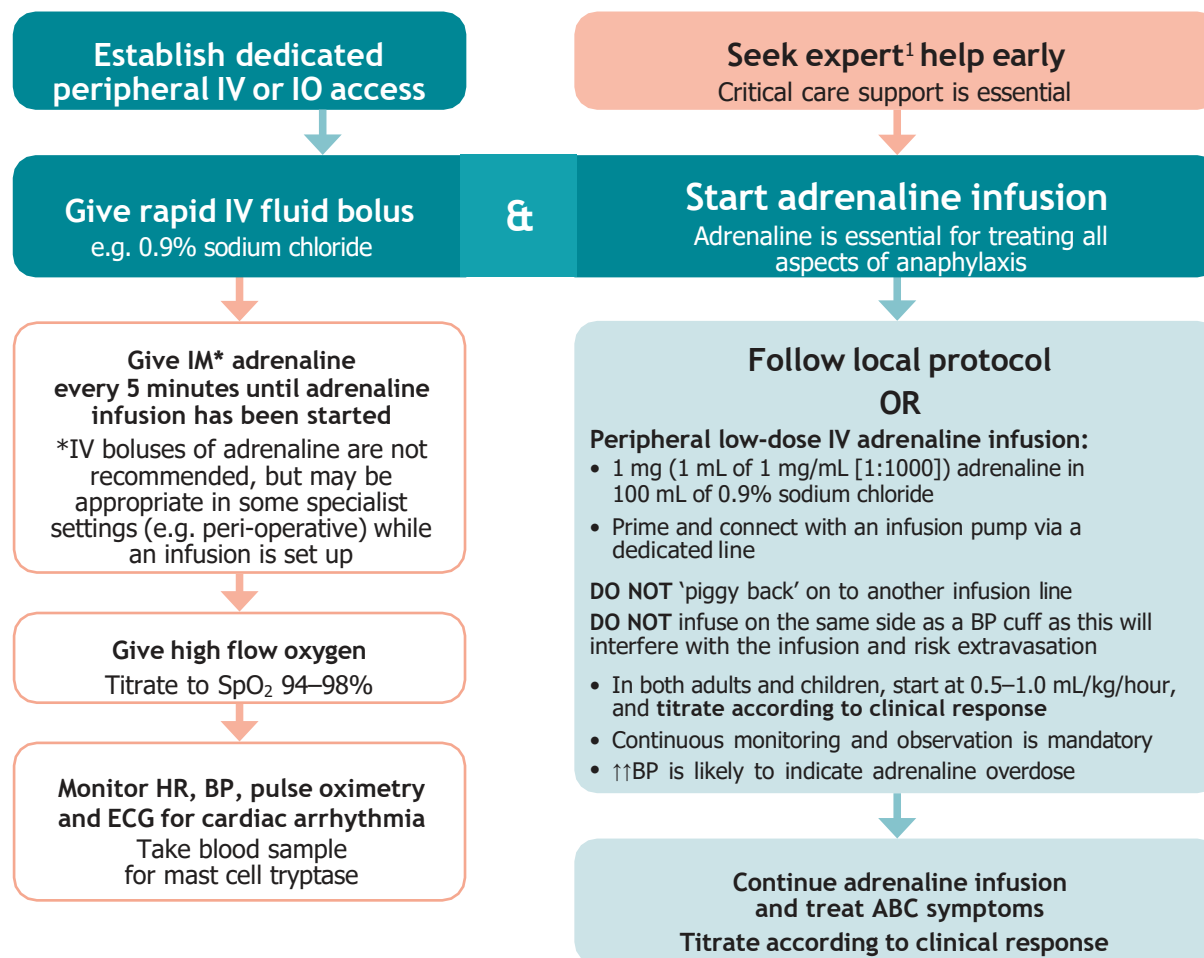 Establish dedicated
peripheral IV or IO access
Seek expert¹ help early
Critical care support is essential
Give rapid IV fluid bolus
e.g. 0.9% sodium chloride
&
Start adrenaline infusion
Adrenaline is essential for treating all
aspects of anaphylaxis
Give IM* adrenaline
every 5 minutes until adrenaline
infusion has been started
*IV boluses of adrenaline are not
recommended, but may be
appropriate in some specialist
settings (e.g. peri-operative) while
an infusion is set up
Give high flow oxygen
Titrate to SpO₂ 94–98%
Monitor HR, BP, pulse oximetry
and ECG for cardiac arrhythmia
Take blood sample
for mast cell tryptase
Follow local protocol
OR
Peripheral low-dose IV adrenaline infusion:
• 1 mg (1 mL of 1 mg/mL [1:1000]) adrenaline in
100 mL of 0.9% sodium chloride
• Prime and connect with an infusion pump via a
dedicated line
DO NOT ‘piggy back’ on to another infusion line
DO NOT infuse on the same side as a BP cuff as this will
interfere with the infusion and risk extravasation
• In both adults and children, start at 0.5–1.0 mL/kg/hour,
and titrate according to clinical response
• Continuous monitoring and observation is mandatory
• ↑↑BP is likely to indicate adrenaline overdose
Continue adrenaline infusion
and treat ABC symptoms
Titrate according to clinical response